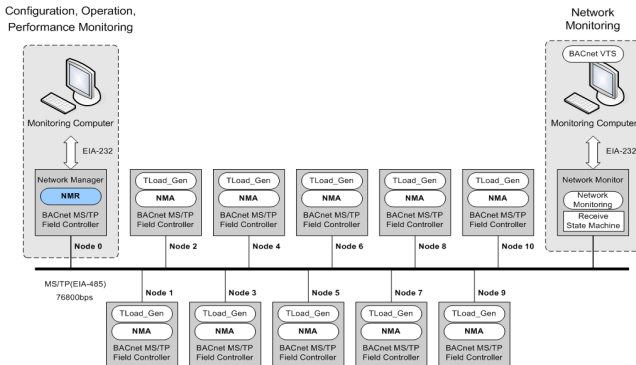 Configuration, Operation,
Performance Monitoring
Network
Monitoring
BACnet VTS
Monitoring Computer
Monitoring Computer
EIA-232
EIA-232
Network Manager
NMR
BACnet MS/TP
Field Controller
TLoad_Gen
NMA
BACnet MS/TP
Field Controller
TLoad_Gen
NMA
BACnet MS/TP
Field Controller
TLoad_Gen
NMA
BACnet MS/TP
Field Controller
TLoad_Gen
NMA
BACnet MS/TP
Field Controller
TLoad_Gen
NMA
BACnet MS/TP
Field Controller
Network Monitor
Network
Monitoring
Receive
State Machine
Node 0
Node 2
Node 4
Node 6
Node 8
Node 10
MS/TP(EIA-485)
76800bps
Node 1
Node 3
Node 5
Node 7
Node 9
TLoad_Gen
NMA
BACnet MS/TP
Field Controller
TLoad_Gen
NMA
BACnet MS/TP
Field Controller
TLoad_Gen
NMA
BACnet MS/TP
Field Controller
TLoad_Gen
NMA
BACnet MS/TP
Field Controller
TLoad_Gen
NMA
BACnet MS/TP
Field Controller